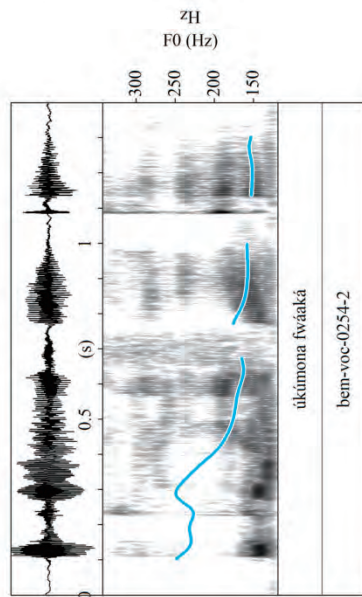 F0 (Hz)
Hz
300
250
200
150
0
0.5
(s)
1
úkúmona fwáaká
bem-voc-0254-2